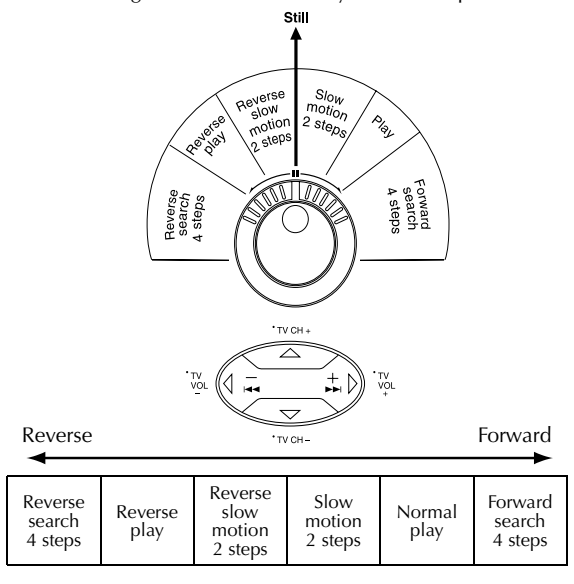 Still
Reverse
search
4 steps
Reverse
play
Reverse
slow
motion
2 steps
Slow
motion
2 steps
Play
Forward
search
4 steps
*TV CH +
*TV
VOL
–
–
+
*TV
VOL
+
*TV CH –
Reverse
Forward
Reverse
search
4 steps
Reverse
play
Reverse
slow
motion
2 steps
Slow
motion
2 steps
Normal
play
Forward
search
4 steps